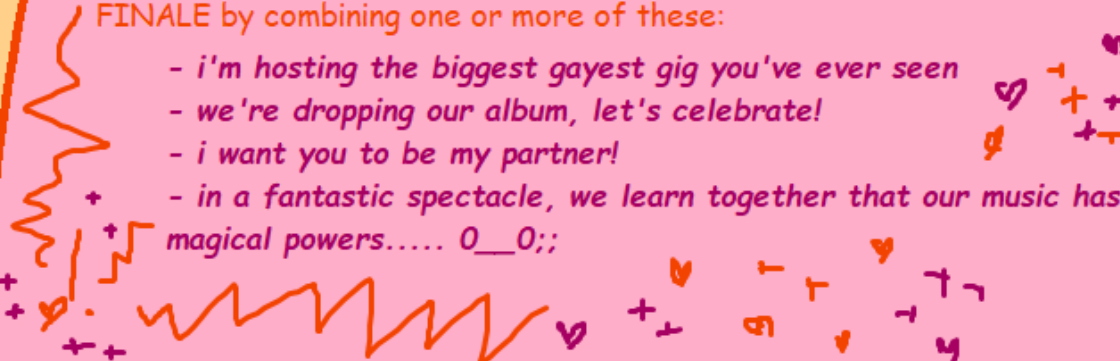 FINALE by combining one or more of these:
- i'm hosting the biggest gayest gig you've ever seen
- we're dropping our album, let's celebrate!
- i want you to be my partner!
- in a fantastic spectacle, we learn together that our music has
magical powers..... 0__0;;